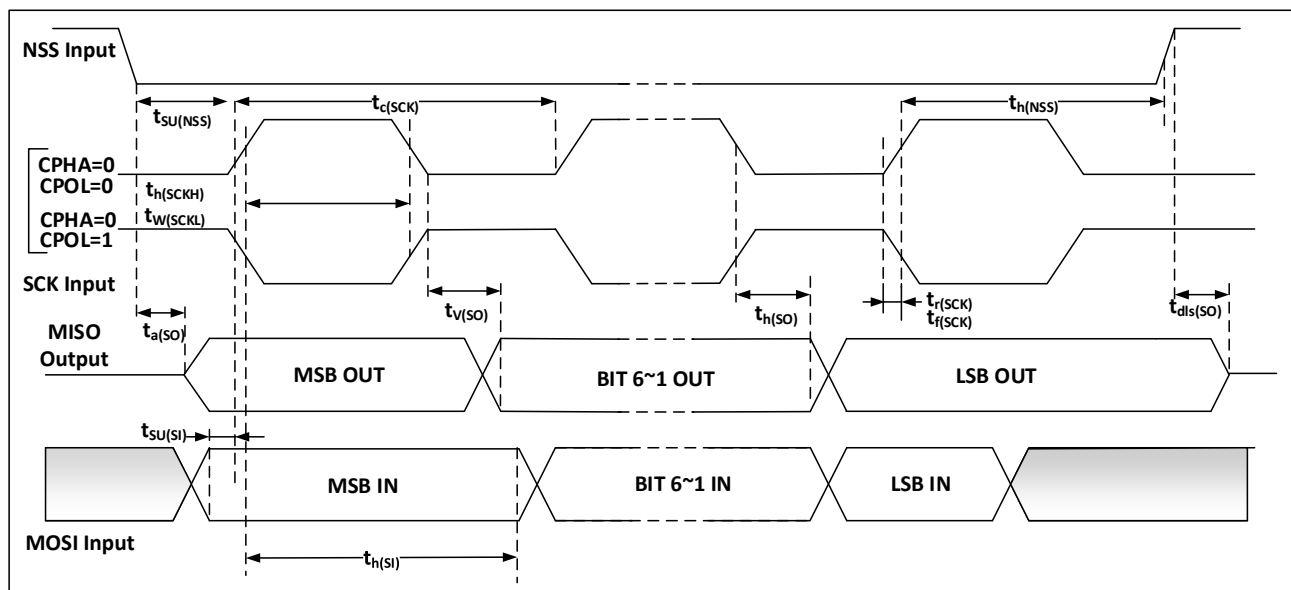 NSS Input
tSU(NSS)
tc(SCK)
th(NSS)
CPHA=0
CPOL=0
th(SCKH)
CPHA=0
tW(SCKL)
CPOL=1
SCK Input
ta(SO)
tV(SO)
th(SO)
tr(SCK)
tf(SCK)
tdIs(SO)
MISO
Output
MSB OUT
BIT 6~1 OUT
LSB OUT
tSU(SI)
MSB IN
BIT 6~1 IN
LSB IN
MOSI Input
th(SI)